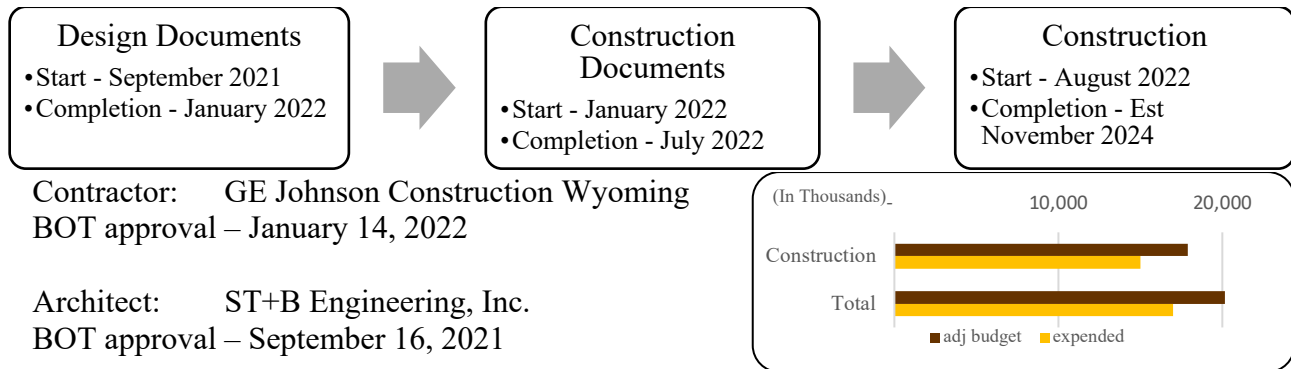 Design Documents
•Start - September 2021
•Completion - January 2022
Construction
Documents
•Start - January 2022
•Completion - July 2022
Construction
•Start - August 2022
•Completion - Est
November 2024
Contractor: GE Johnson Construction Wyoming
BOT approval – January 14, 2022
Architect: ST+B Engineering, Inc.
BOT approval – September 16, 2021
(In Thousands) - 10,000 20,000
Construction
Total
adj budget expended